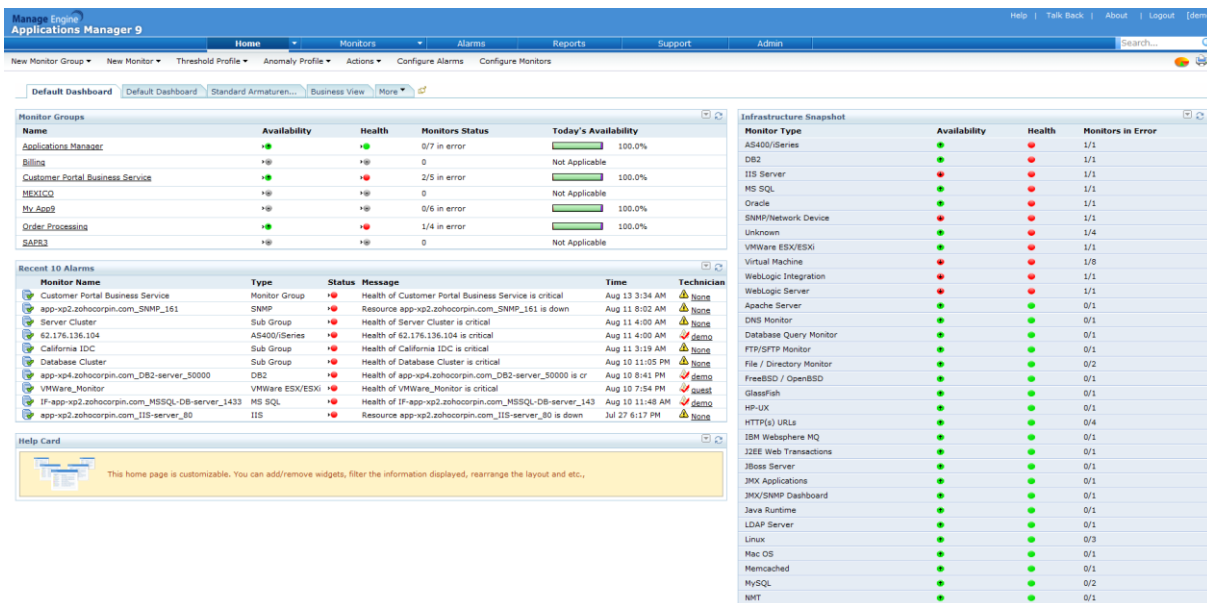 Manage Engine
Applications Manager 9
Help | Talk Back | About | Logout [dem
Home Monitors Alarms Reports Support Admin
Search...
New Monitor Group New Monitor Threshold Profile Anomaly Profile Actions Configure Alarms Configure Monitors
Default Dashboard Default Dashboard Standard Armaturen... Business View More
Monitor Groups
Name Availability Health Monitors Status Today's Availability
Applications Manager 0/7 in error 100.0%
Billing 0 Not Applicable
Customer Portal Business Service 2/5 in error 100.0%
MEXICO 0 Not Applicable
My App9 0/6 in error 100.0%
Order Processing 1/4 in error 100.0%
SAPR3 0 Not Applicable
Recent 10 Alarms
Monitor Name Type Status Message Time Technician
Customer Portal Business Service Monitor Group Health of Customer Portal Business Service is critical Aug 13 3:34 AM None
app-xp2.zohocorpin.com_SNMP_161 SNMP Resource app-xp2.zohocorpin.com_SNMP_161 is down Aug 11 8:02 AM None
Server Cluster Sub Group Health of Server Cluster is critical Aug 11 4:00 AM None
62.176.136.104 AS400/iSeries Health of 62.176.136.104 is critical Aug 11 4:00 AM demo
California IDC Sub Group Health of California IDC is critical Aug 11 3:19 AM None
Database Cluster Sub Group Health of Database Cluster is critical Aug 10 11:05 PM None
app-xp4.zohocorpin.com_DB2-server_50000 DB2 Health of app-xp4.zohocorpin.com_DB2-server_50000 is cr Aug 10 8:41 PM demo
VMWare_Monitor VMWare ESX/ESXi Health of VMWare_Monitor is critical Aug 10 7:54 PM guest
IF-app-xp2.zohocorpin.com_MSSQL-DB-server_1433 MS SQL Health of IF-app-xp2.zohocorpin.com_MSSQL-DB-server_143 Aug 10 11:48 AM demo
app-xp2.zohocorpin.com_IIS-server_80 IIS Resource app-xp2.zohocorpin.com_IIS-server_80 is down Jul 27 6:17 PM None
Help Card
This home page is customizable. You can add/remove widgets, filter the information displayed, rearrange the layout and etc.,
Infrastructure Snapshot
Monitor Type Availability Health Monitors in Error
AS400/iSeries 1/1
DB2 1/1
IIS Server 1/1
MS SQL 1/1
Oracle 1/1
SNMP/Network Device 1/1
Unknown 1/4
VMWare ESX/ESXi 1/1
Virtual Machine 1/8
WebLogic Integration 1/1
WebLogic Server 1/1
Apache Server 0/1
DNS Monitor 0/1
Database Query Monitor 0/1
FTP/SFTP Monitor 0/1
File / Directory Monitor 0/2
FreeBSD / OpenBSD 0/1
GlassFish 0/1
HP-UX 0/1
HTTP(s) URLs 0/4
IBM Websphere MQ 0/1
J2EE Web Transactions 0/1
JBoss Server 0/1
JMX Applications 0/1
JMX/SNMP Dashboard 0/1
Java Runtime 0/1
LDAP Server 0/1
Linux 0/3
Mac OS 0/1
Memcached 0/1
MySQL 0/2
NMT 0/1